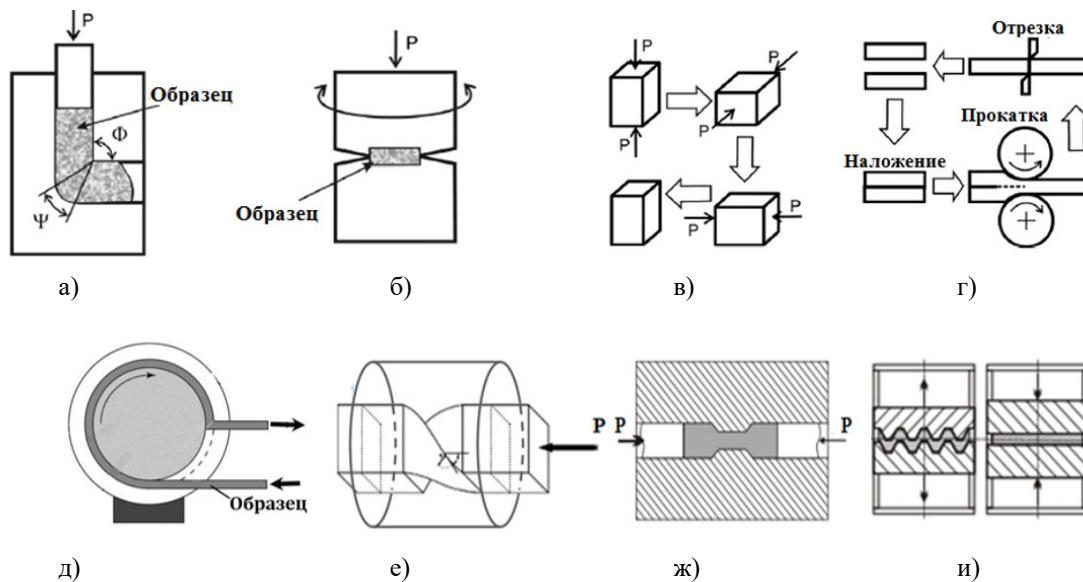 P
Образец
Φ
Ψ
а)
P
Образец
б)
P
P
P
P
P
P
в)
Отрезка
Прокатка
Наложение
г)
Образец
д)
е)
P P
P
ж)
и)